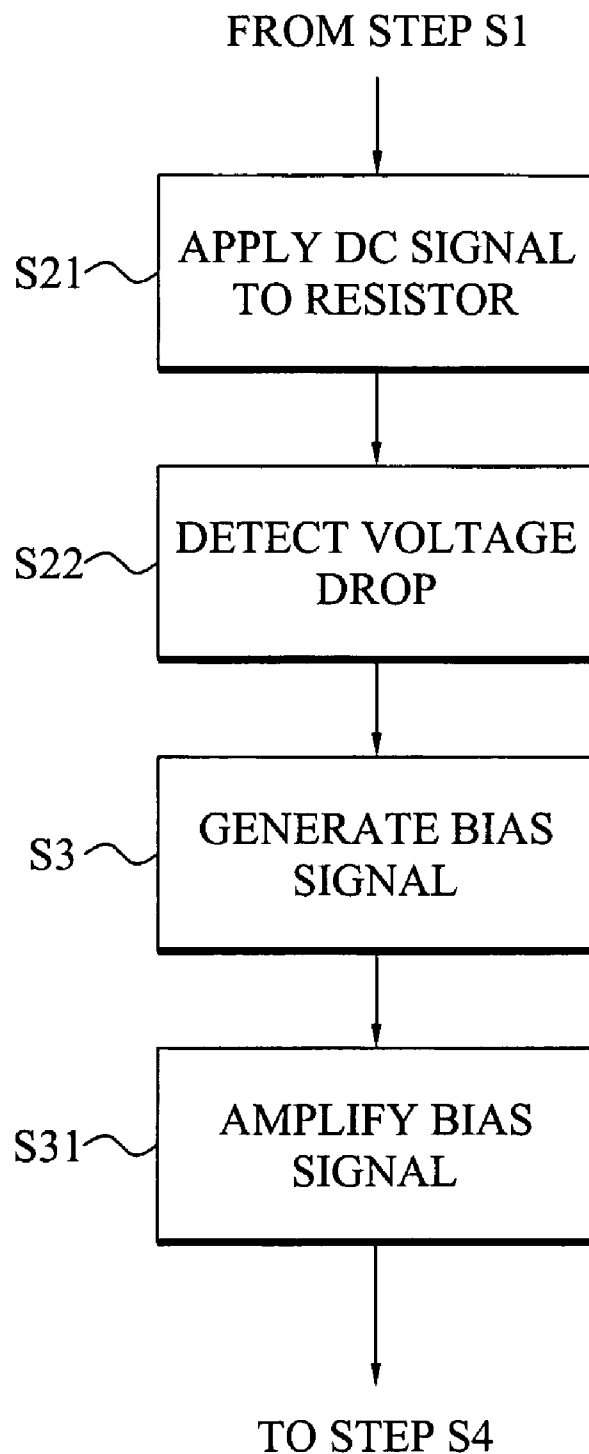 FROM STEP S1
S21
APPLY DC SIGNAL
TO RESISTOR
S22
DETECT VOLTAGE
DROP
S3
GENERATE BIAS
SIGNAL
S31
AMPLIFY BIAS
SIGNAL
TO STEP S4